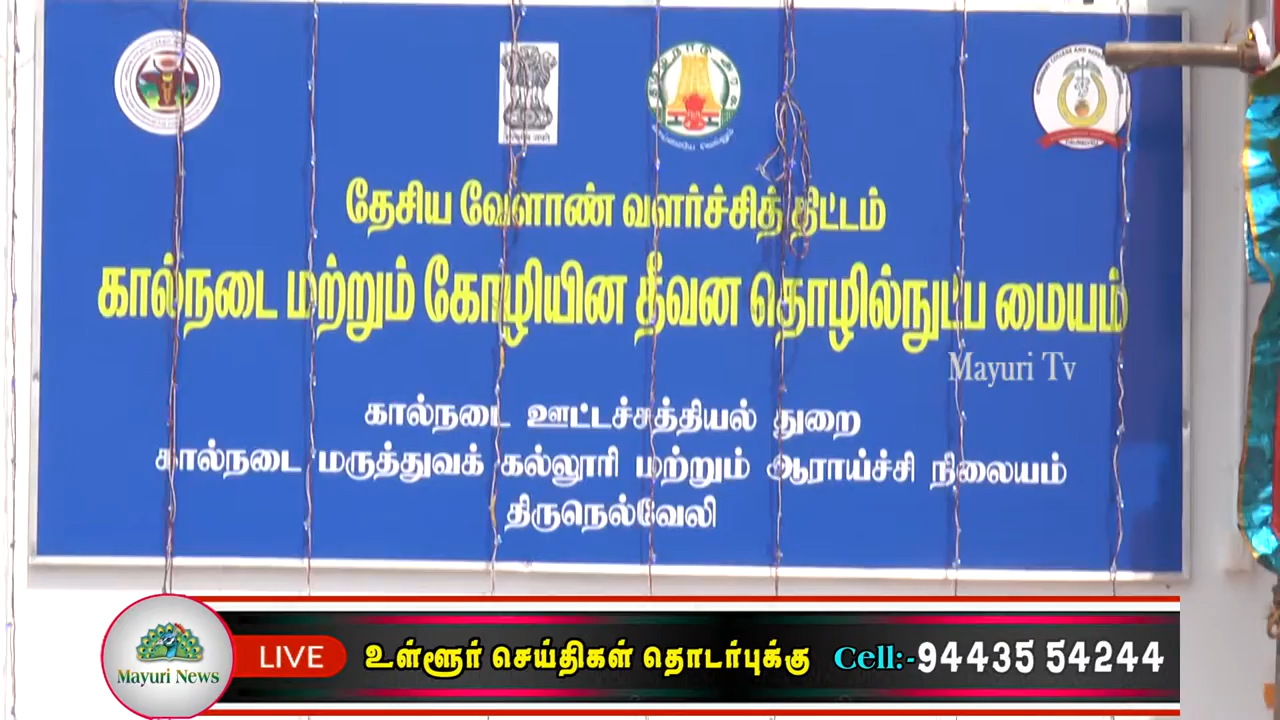 தேசிய வேளாண் வளர்ச்சித் திட்டம்
கால்நடை மற்றும் கோழியின தீவன தொழில்நுட்ப மையம்
Mayuri Tv
கால்நடை ஊட்டச்சத்தியல் துறை
கால்நடை மருத்துவக் கல்லூரி மற்றும் ஆராய்ச்சி நிலையம்
திருநெல்வேலி
Mayuri News
LIVE
உள்ளூர் செய்திகள் தொடர்புக்கு Cell:-94435 54244